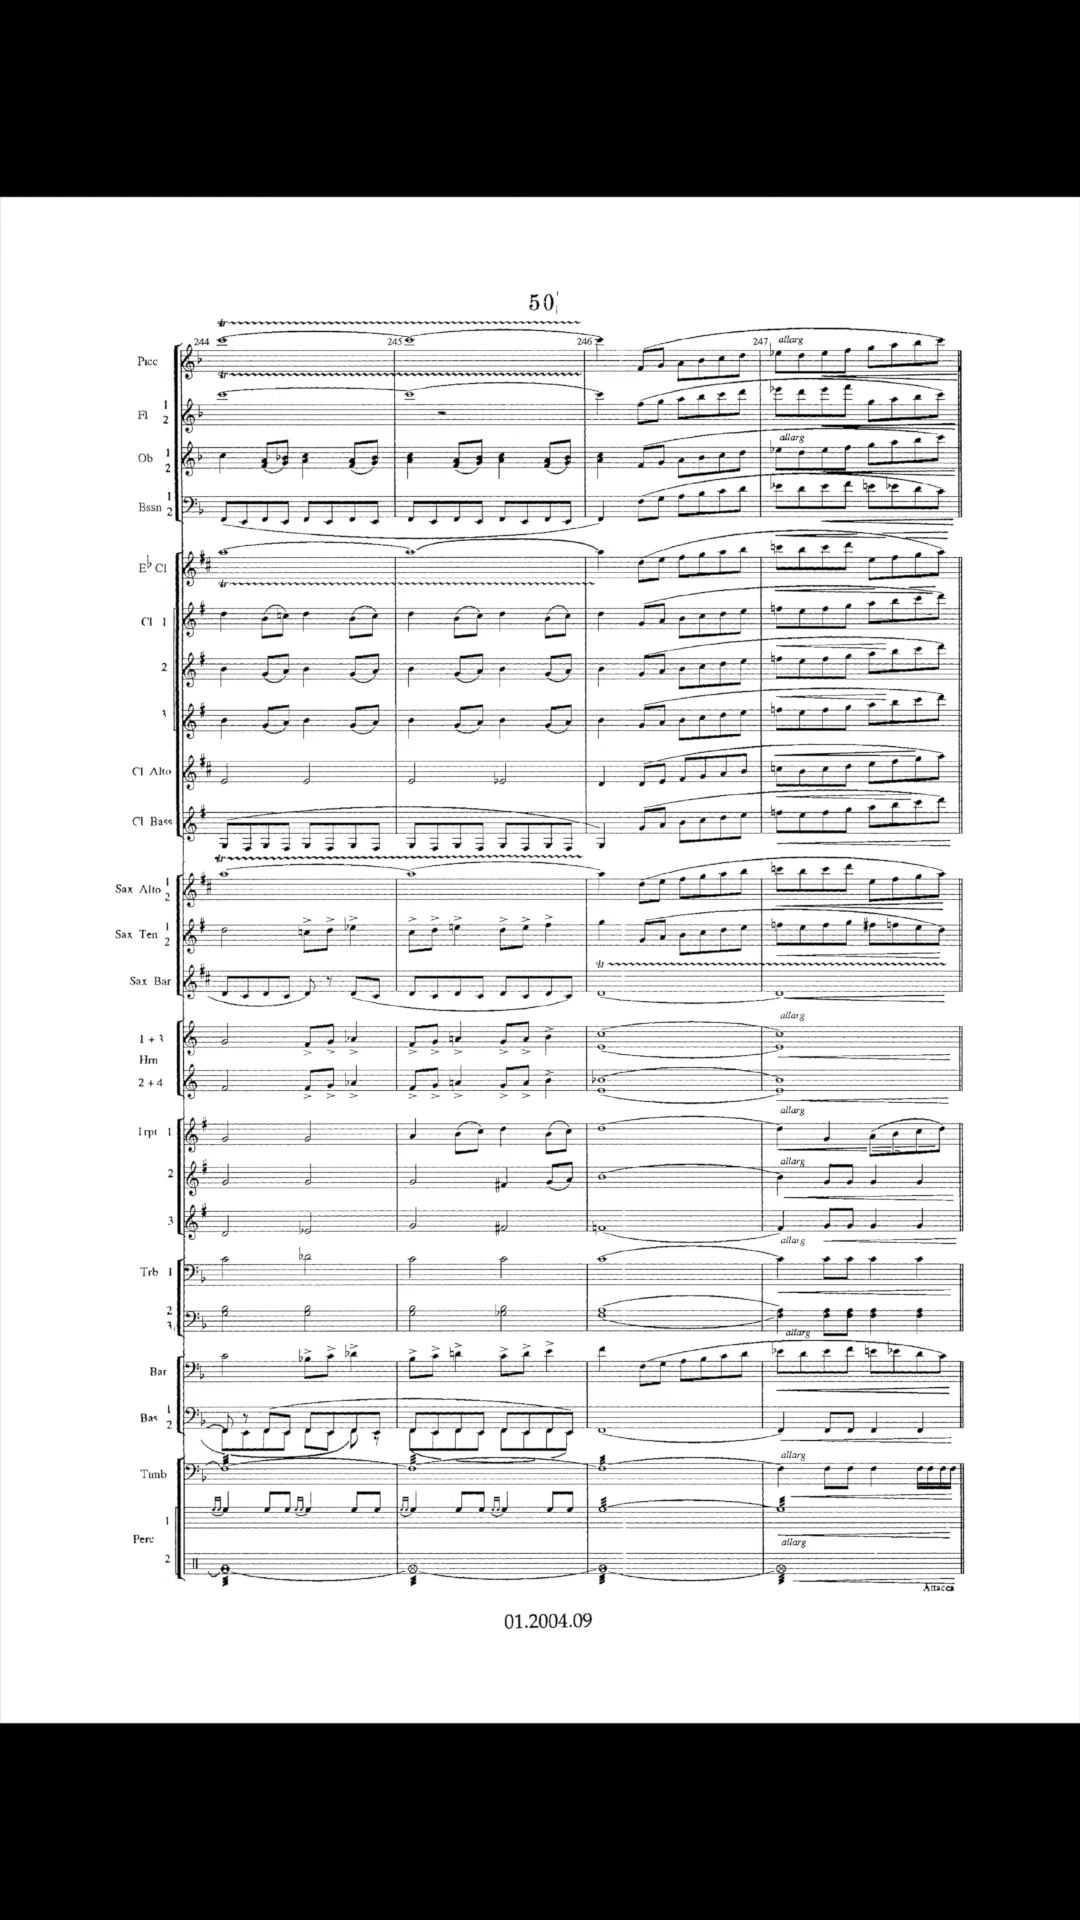 50
244 245 246 247 allarg
Picc
Fl 1
2
allarg
Ob 1
2
Bssn 1
2
E♭ Cl
Cl 1
2
3
Cl Alto
Cl Bass
Sax Alto 1
2
Sax Ten 1
2
Sax Bar
allarg
1 + 3
Hrn
2 + 4
allarg
Trpt 1
allarg
2
3
allarg
Trb 1
2
3
allarg
Bar
Bas 1
2
allarg
Timb
1
Perc
allarg
2
Attacca
01.2004.09